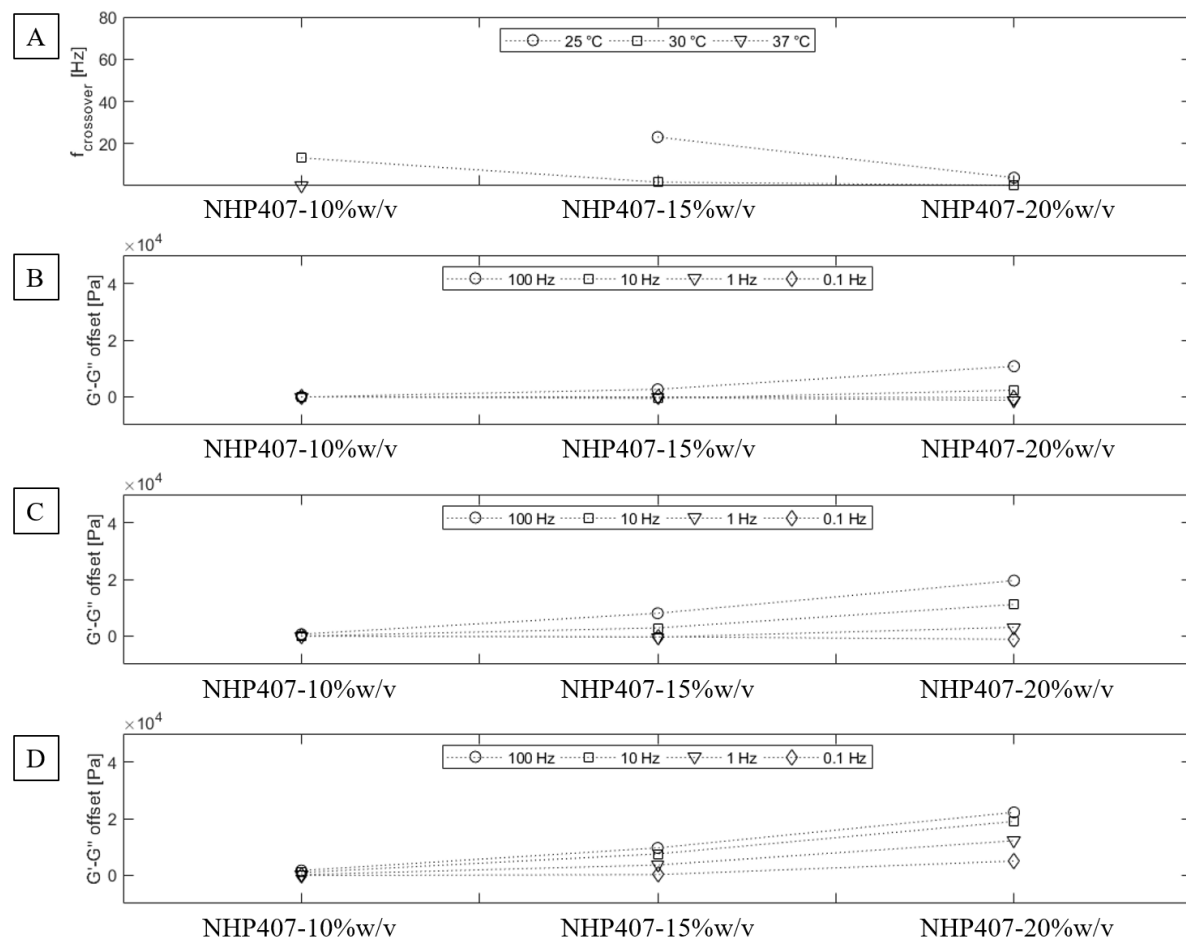 A
f_crossover [Hz]
80
60
40
20
25 °C 30 °C 37 °C
NHP407-10%w/v NHP407-15%w/v NHP407-20%w/v
B
G'-G" offset [Pa]
×10^4
4
2
0
100 Hz 10 Hz 1 Hz 0.1 Hz
NHP407-10%w/v NHP407-15%w/v NHP407-20%w/v
C
G'-G" offset [Pa]
×10^4
4
2
0
100 Hz 10 Hz 1 Hz 0.1 Hz
NHP407-10%w/v NHP407-15%w/v NHP407-20%w/v
D
G'-G" offset [Pa]
×10^4
4
2
0
100 Hz 10 Hz 1 Hz 0.1 Hz
NHP407-10%w/v NHP407-15%w/v NHP407-20%w/v